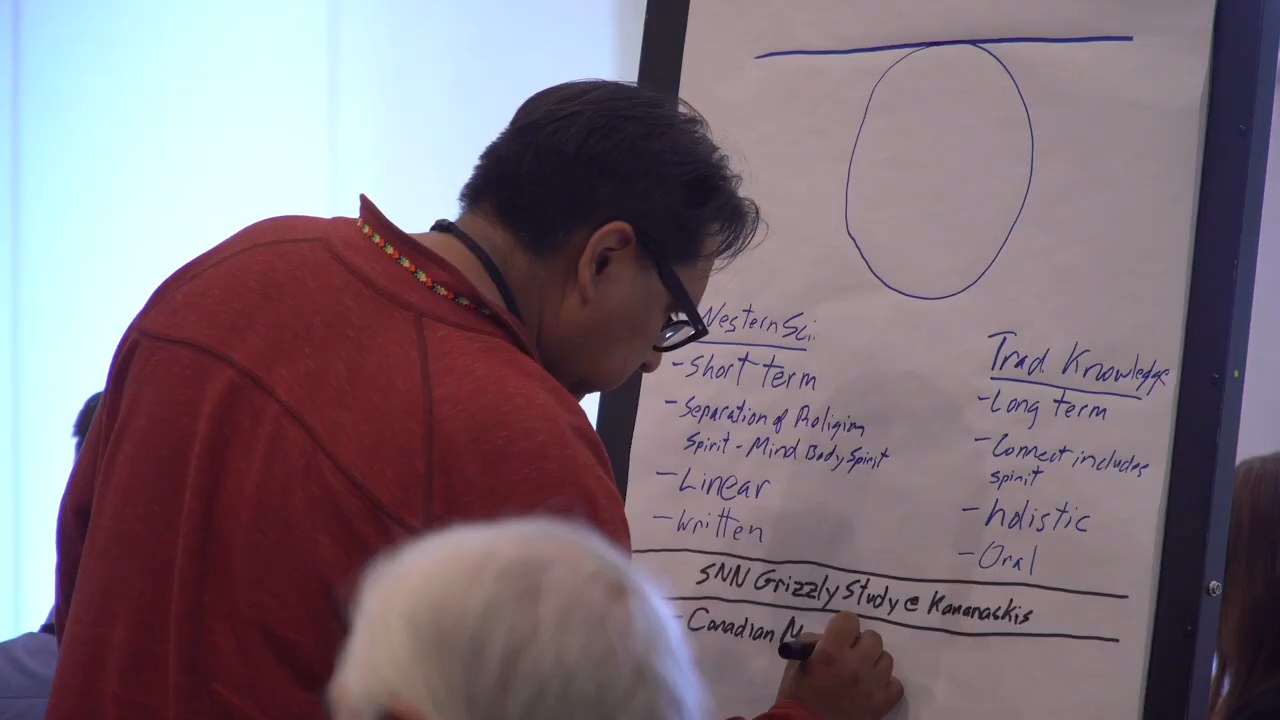 Western Sci.
- Short term
- Separation of Religion
Spirit - Mind Body Spirit
- Linear
- Written
Trad Knowledge
- Long term
- Connect includes
spirit
- holistic
- Oral
SNN Grizzly Study @ Kananaskis
- Canadian